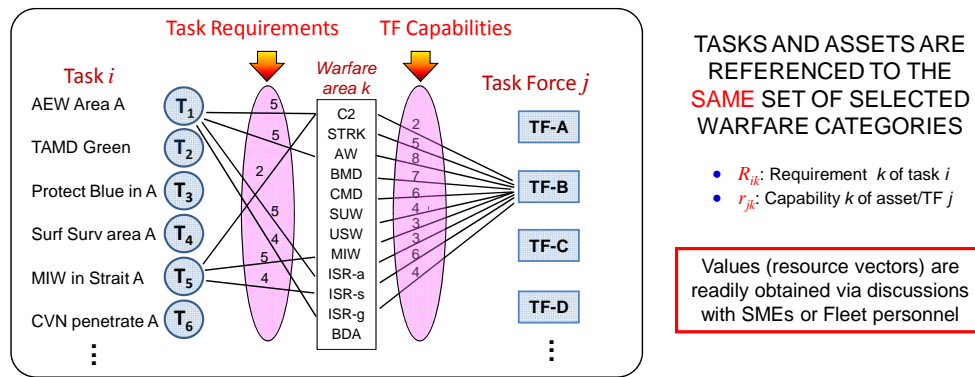 Task Requirements
TF Capabilities
Task i
Warfare
area k
Task Force j
AEW Area A
TAMD Green
Protect Blue in A
Surf Surv area A
MIW in Strait A
CVN penetrate A
T1
T2
T3
T4
T5
T6
5
5
2
5
4
5
4
C2
STRK
AW
BMD
CMD
SUW
USW
MIW
ISR-a
ISR-s
ISR-g
BDA
2
5
8
7
6
4
3
3
6
4
TF-A
TF-B
TF-C
TF-D
TASKS AND ASSETS ARE
REFERENCED TO THE
SAME SET OF SELECTED
WARFARE CATEGORIES
• Rik: Requirement k of task i
• rjk: Capability k of asset/TF j
Values (resource vectors) are
readily obtained via discussions
with SMEs or Fleet personnel